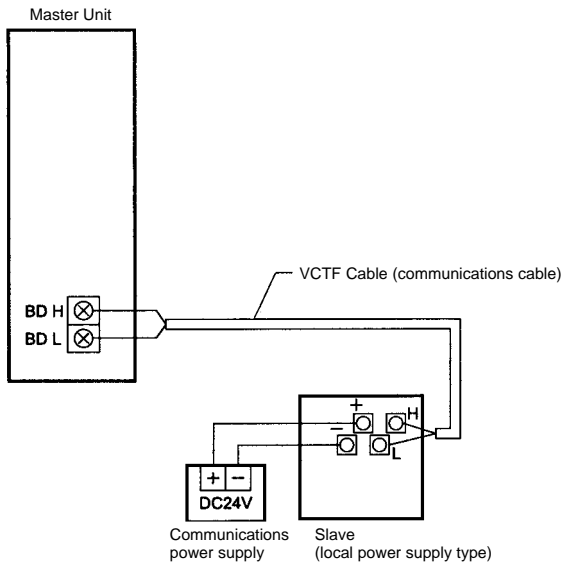 Master Unit
VCTF Cable (communications cable)
BD H
BD L
+
H
−
L
+ −
DC24V
Communications
power supply
Slave
(local power supply type)